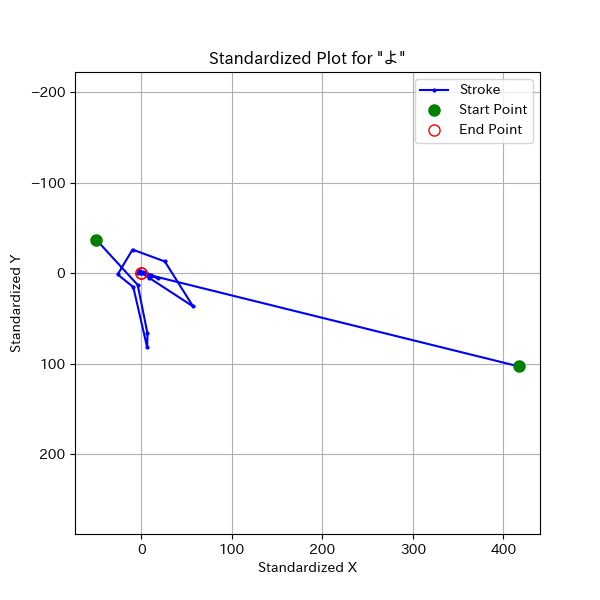 Standardized Plot for "よ"
Stroke
Start Point
End Point
−200
−100
0
100
200
Standardized Y
0 100 200 300 400
Standardized X